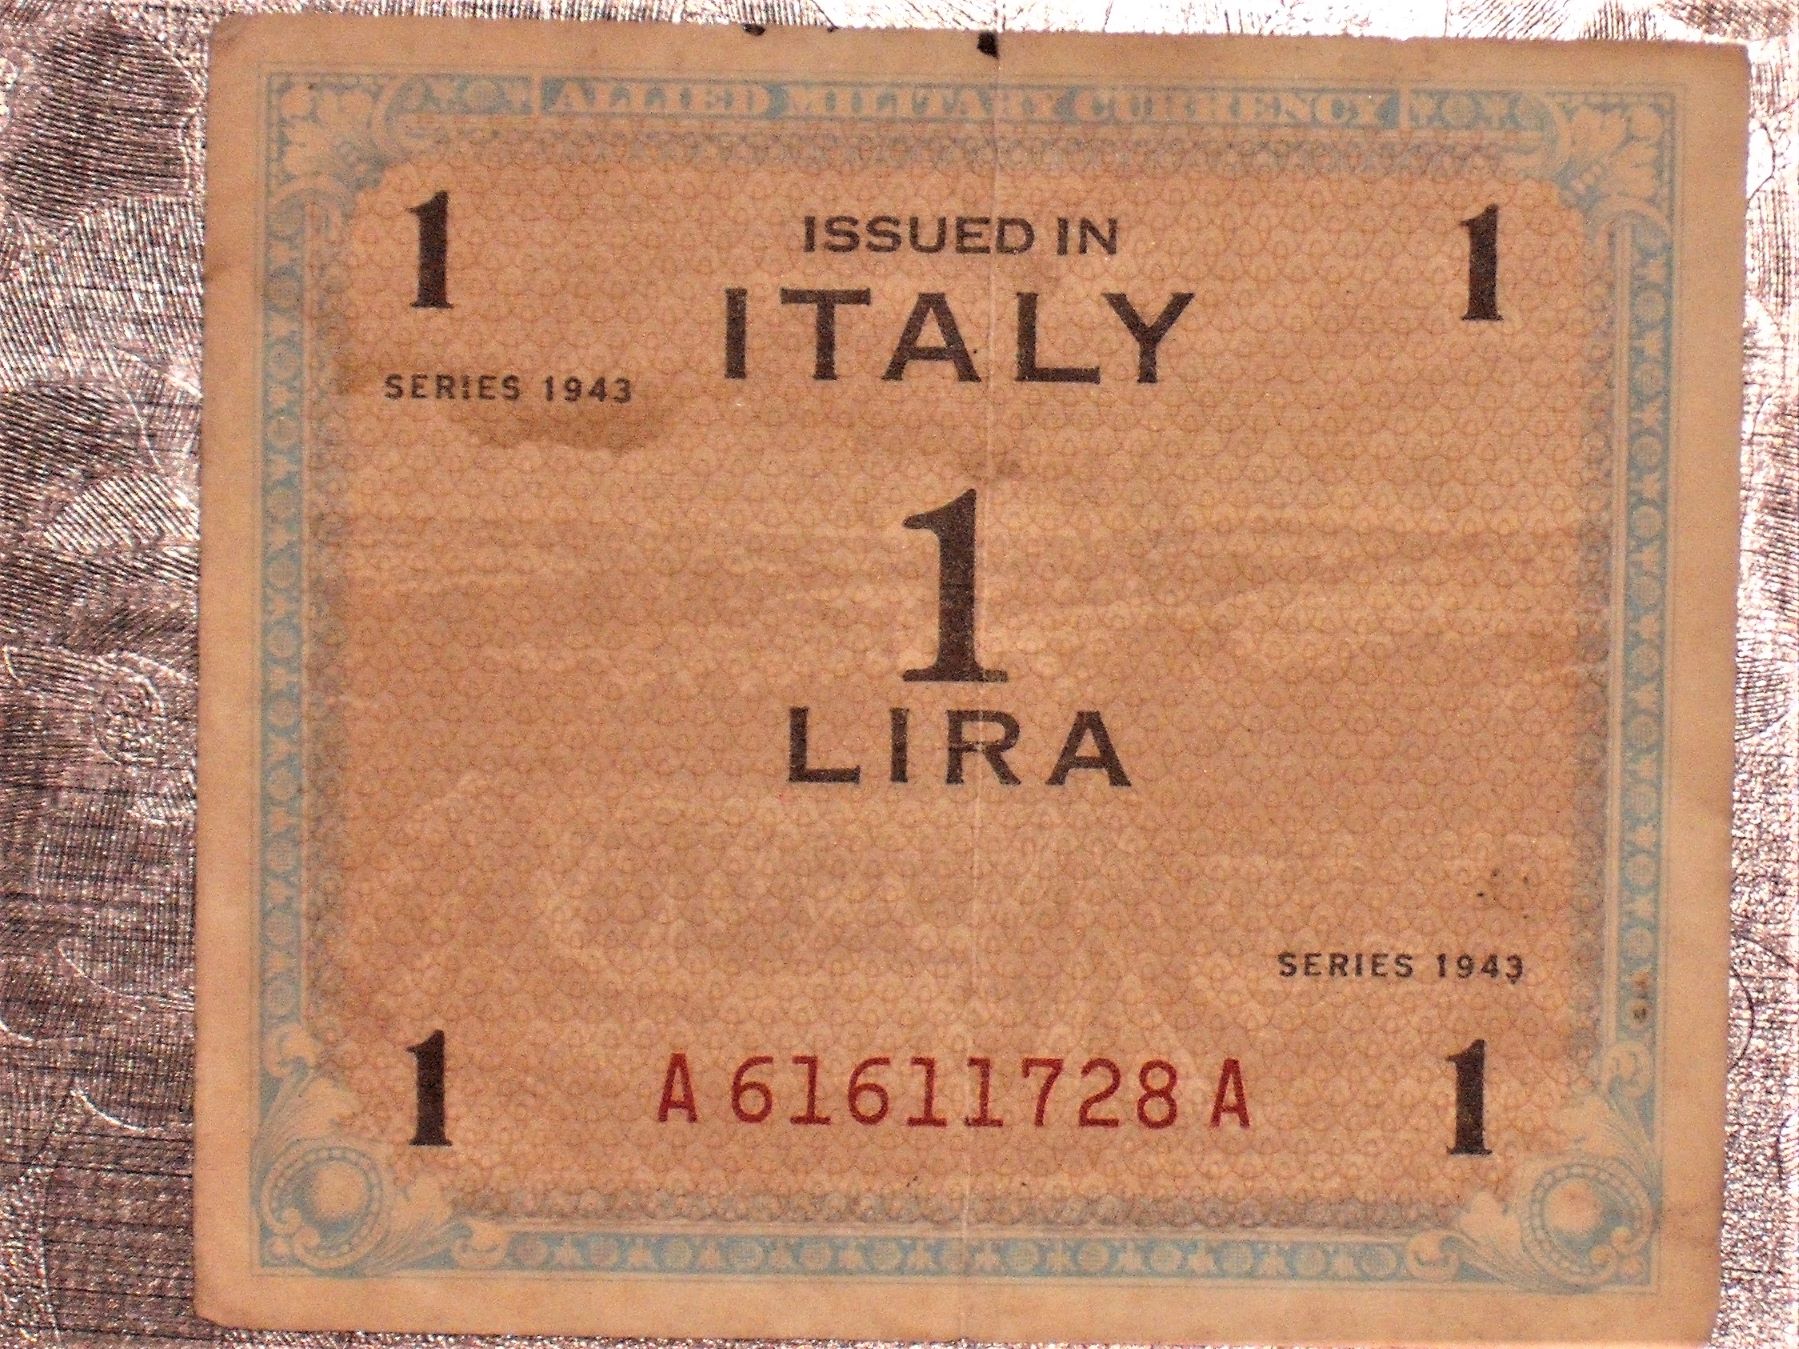 ALLIED MILITARY CURRENCY
1 ISSUED IN 1
ITALY
SERIES 1943
1
LIRA
SERIES 1943
1 A 61611728 A 1